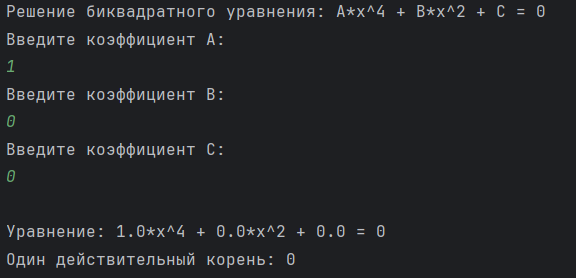 Решение биквадратного уравнения: A*x^4 + B*x^2 + C = 0
Введите коэффициент A:
1
Введите коэффициент B:
0
Введите коэффициент C:
0
Уравнение: 1.0*x^4 + 0.0*x^2 + 0.0 = 0
Один действительный корень: 0